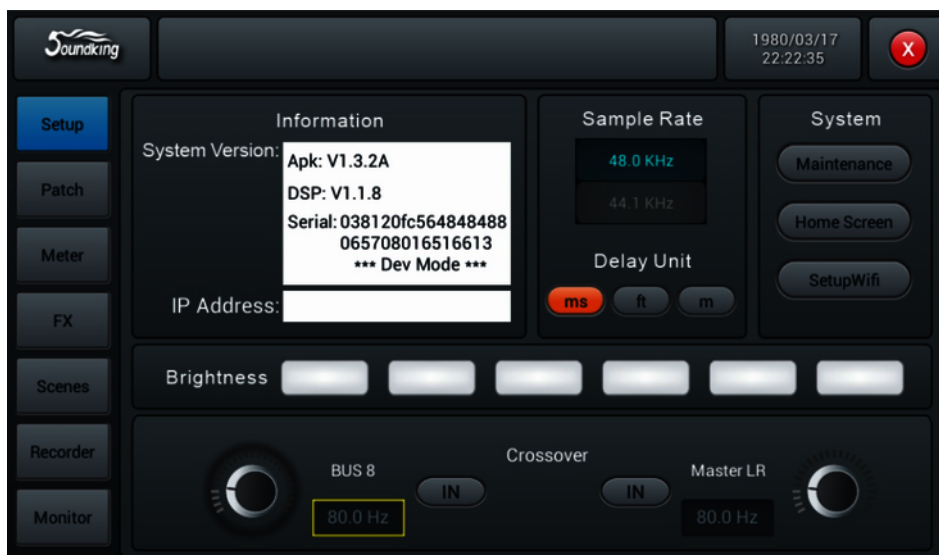 Soundking
1980/03/17
22:22:35
X
Setup
Patch
Meter
FX
Scenes
Recorder
Monitor
Information
System Version:
Apk: V1.3.2A
DSP: V1.1.8
Serial: 038120fc564848488
065708016516613
*** Dev Mode ***
IP Address:
Sample Rate
48.0 KHz
44.1 KHz
Delay Unit
ms ft m
System
Maintenance
Home Screen
SetupWifi
Brightness
Crossover
BUS 8
IN
80.0 Hz
Master LR
IN
80.0 Hz